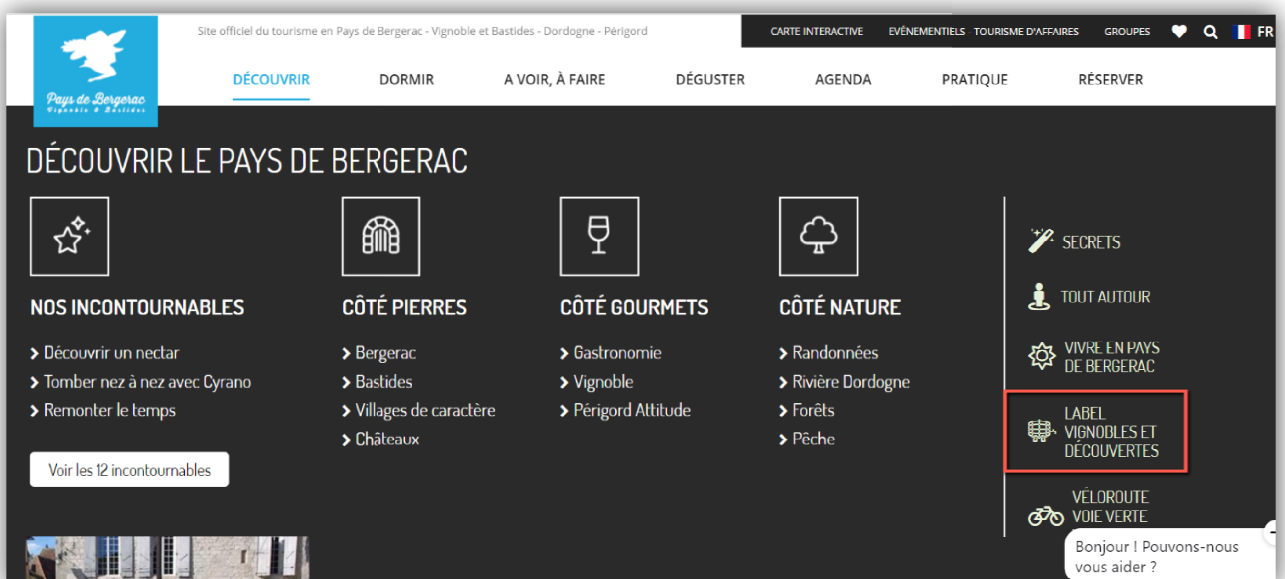 Site officiel du tourisme en Pays de Bergerac - Vignoble et Bastides - Dordogne - Périgord
CARTE INTERACTIVE
EVÉNEMENTIELS - TOURISME D'AFFAIRES
GROUPES
FR
Pays de Bergerac
Vignoble & Bastides
DÉCOUVRIR
DORMIR
A VOIR, À FAIRE
DÉGUSTER
AGENDA
PRATIQUE
RÉSERVER
DÉCOUVRIR LE PAYS DE BERGERAC
NOS INCONTOURNABLES
Découvrir un nectar
Tomber nez à nez avec Cyrano
Remonter le temps
Voir les 12 incontournables
CÔTÉ PIERRES
Bergerac
Bastides
Villages de caractère
Châteaux
CÔTÉ GOURMETS
Gastronomie
Vignoble
Périgord Attitude
CÔTÉ NATURE
Randonnées
Rivière Dordogne
Forêts
Pêche
SECRETS
TOUT AUTOUR
VIVRE EN PAYS
DE BERGERAC
LABEL
VIGNOBLES ET
DÉCOUVERTES
VÉLOROUTE
VOIE VERTE
Bonjour ! Pouvons-nous
vous aider ?